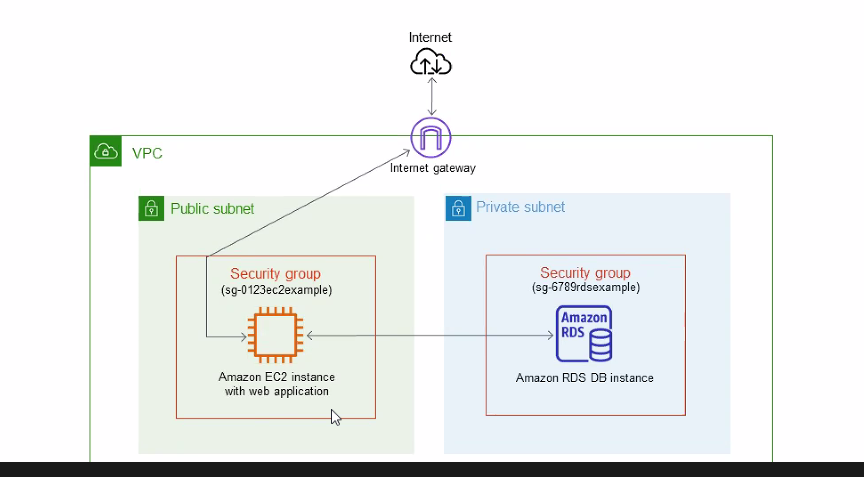 Internet
Internet gateway
VPC
Public subnet
Private subnet
Security group
(sg-0123ec2example)
Amazon EC2 instance
with web application
Security group
(sg-6789rdsexample)
Amazon
RDS
Amazon RDS DB instance